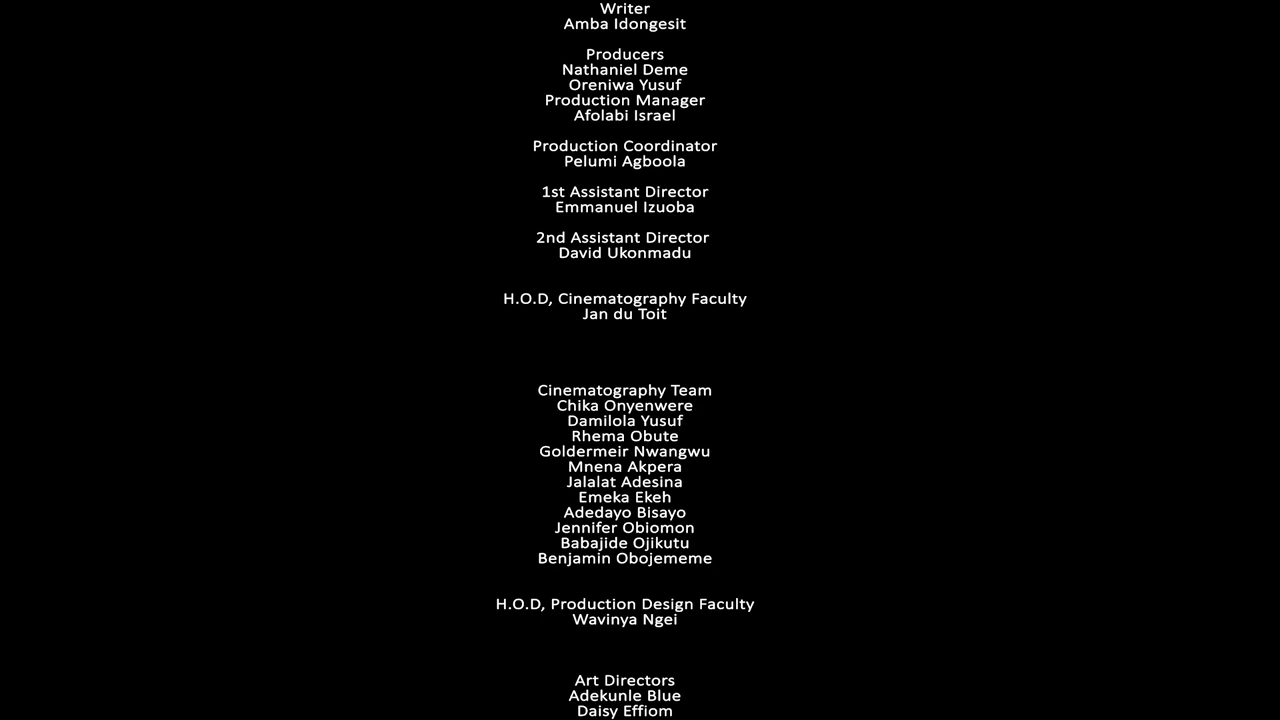 Writer
Amba Idongesit
Producers
Nathaniel Deme
Oreniwa Yusuf
Production Manager
Afolabi Israel
Production Coordinator
Pelumi Agboola
1st Assistant Director
Emmanuel Izuoba
2nd Assistant Director
David Ukonmadu
H.O.D, Cinematography Faculty
Jan du Toit
Cinematography Team
Chika Onyenwere
Damilola Yusuf
Rhema Obute
Goldermeir Nwangwu
Mnena Akpera
Jalalat Adesina
Emeka Ekeh
Adedayo Bisayo
Jennifer Obiomon
Babajide Ojikutu
Benjamin Obojememe
H.O.D, Production Design Faculty
Wavinya Ngei
Art Directors
Adekunle Blue
Daisy Effiom